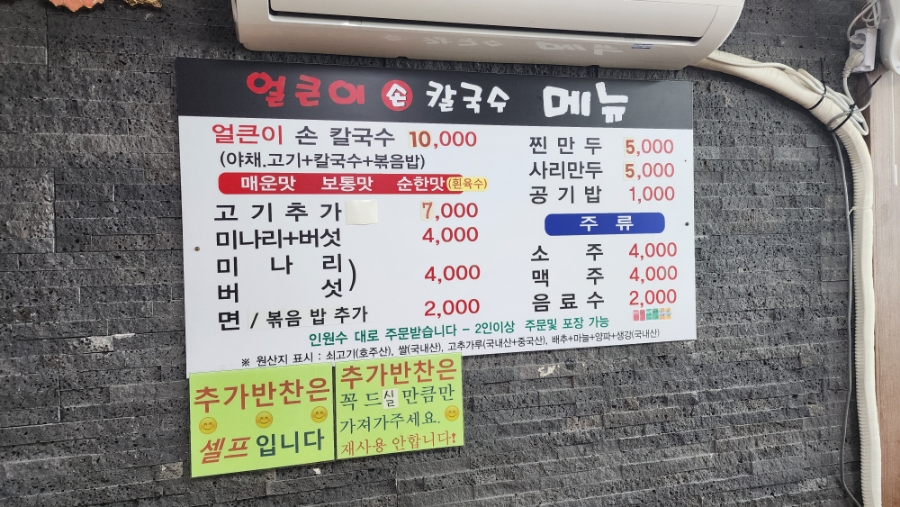 얼큰이 손 칼국수 메뉴
얼큰이 손 칼국수 10,000
(야채,고기+칼국수+볶음밥)
매운맛 보통맛 순한맛(흰육수)
고기추가 7,000
미나리+버섯 4,000
미나리
버섯
) 4,000
면 / 볶음 밥 추가 2,000
찐만두 5,000
사리만두 5,000
공기밥 1,000
주류
소주 4,000
맥주 4,000
음료수 2,000
인원수 대로 주문받습니다 - 2인이상 주문및 포장 가능
※ 원산지 표시 : 쇠고기(호주산), 쌀(국내산), 고추가루(국내산+중국산), 배추+마늘+양파+생강(국내산)
추가반찬은
셀프 입니다
추가반찬은
꼭 드실 만큼만
가져가주세요.
재사용 안합니다!